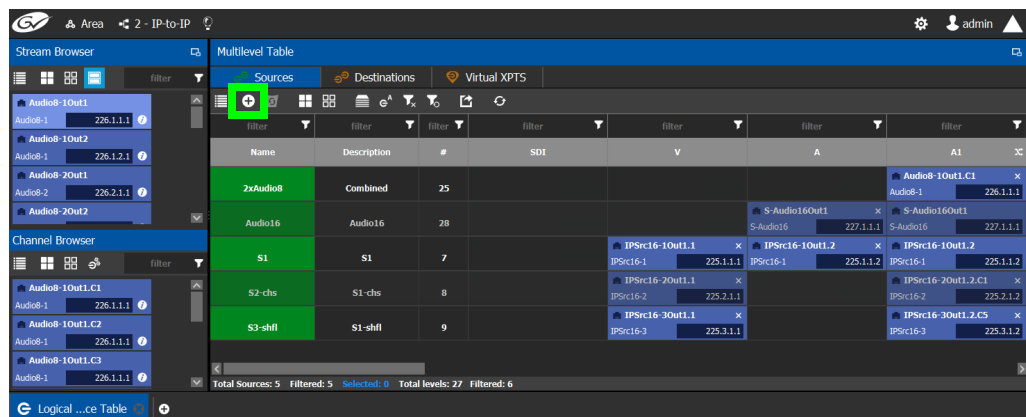 GV Area 2 - IP-to-IP admin
Stream Browser
filter
Audio8-1Out1
Audio8-1 226.1.1.1
Audio8-1Out2
Audio8-1 226.1.2.1
Audio8-2Out1
Audio8-2 226.2.1.1
Audio8-2Out2
Channel Browser
filter
Audio8-1Out1.C1
Audio8-1 226.1.1.1
Audio8-1Out1.C2
Audio8-1 226.1.1.1
Audio8-1Out1.C3
Audio8-1 226.1.1.1
Multilevel Table
Sources Destinations Virtual XPTS
filter filter filter filter filter filter filter
Name Description # SDI V A A1
2xAudio8 Combined 25 Audio8-1Out1.C1
Audio8-1 226.1.1.1
Audio16 Audio16 28 S-Audio16Out1 S-Audio16Out1
S-Audio16 227.1.1.1 S-Audio16 227.1.1.1
S1 S1 7 IPSrc16-1Out1.1 IPSrc16-1Out1.2 IPSrc16-1Out1.2
IPSrc16-1 225.1.1.1 IPSrc16-1 225.1.1.2 IPSrc16-1 225.1.1.2
S2-chs S1-chs 8 IPSrc16-2Out1.1 IPSrc16-2Out1.2.C1
IPSrc16-2 225.2.1.1 IPSrc16-2 225.2.1.2
S3-shfl S1-shfl 9 IPSrc16-3Out1.1 IPSrc16-3Out1.2.C5
IPSrc16-3 225.3.1.1 IPSrc16-3 225.3.1.2
Total Sources: 5 Filtered: 5 Selected: 0 Total levels: 27 Filtered: 6
Logical ...ce Table